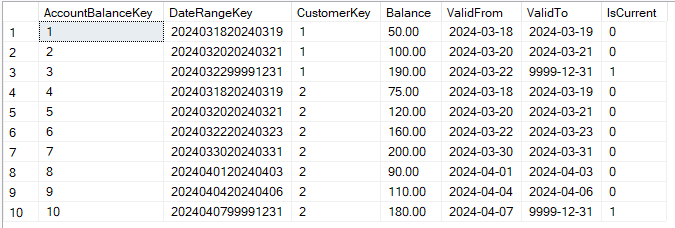 AccountBalanceKey DateRangeKey CustomerKey Balance ValidFrom ValidTo IsCurrent
1 1 2024031820240319 1 50.00 2024-03-18 2024-03-19 0
2 2 2024032020240321 1 100.00 2024-03-20 2024-03-21 0
3 3 2024032299991231 1 190.00 2024-03-22 9999-12-31 1
4 4 2024031820240319 2 75.00 2024-03-18 2024-03-19 0
5 5 2024032020240321 2 120.00 2024-03-20 2024-03-21 0
6 6 2024032220240323 2 160.00 2024-03-22 2024-03-23 0
7 7 2024033020240331 2 200.00 2024-03-30 2024-03-31 0
8 8 2024040120240403 2 90.00 2024-04-01 2024-04-03 0
9 9 2024040420240406 2 110.00 2024-04-04 2024-04-06 0
10 10 2024040799991231 2 180.00 2024-04-07 9999-12-31 1